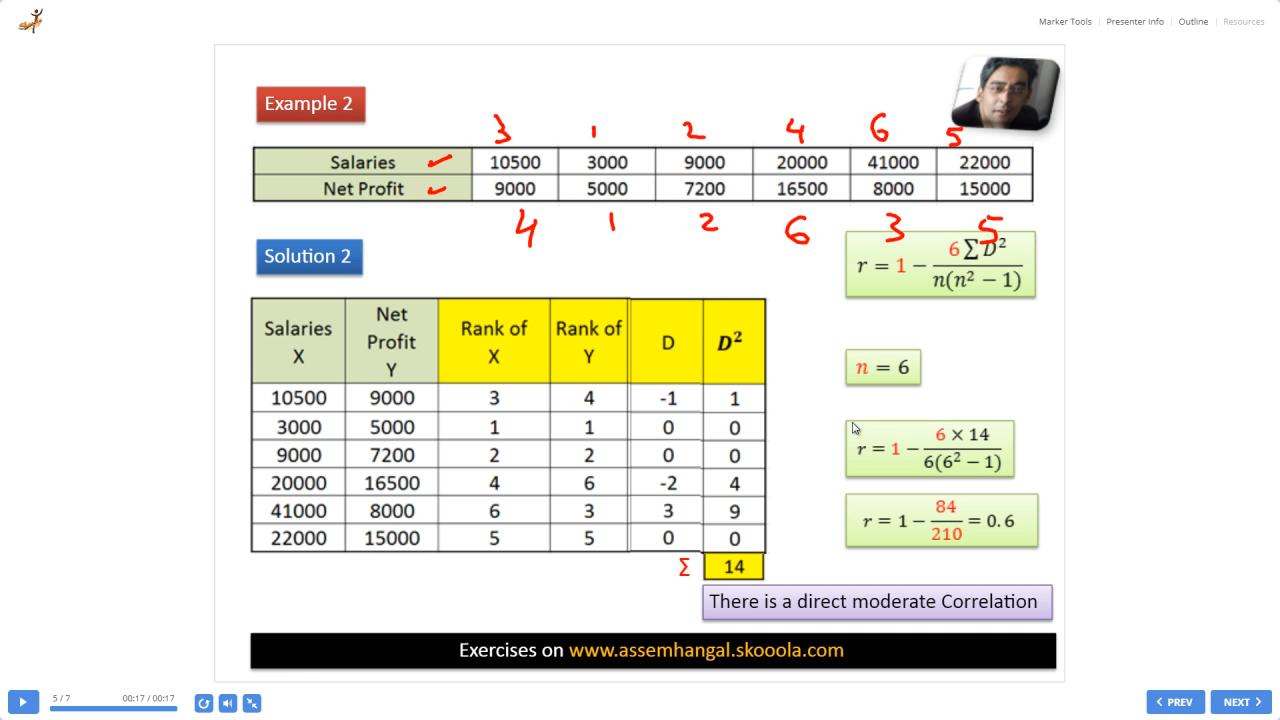 Marker Tools | Presenter Info | Outline | Resources
Example 2
3 1 2 4 6 5
Salaries ✓ 10500 3000 9000 20000 41000 22000
Net Profit ✓ 9000 5000 7200 16500 8000 15000
4 1 2 6 3 5
Solution 2
r = 1 − 6∑D² / n(n² − 1)
Salaries X Net Profit Y Rank of X Rank of Y D D²
10500 9000 3 4 -1 1
3000 5000 1 1 0 0
9000 7200 2 2 0 0
20000 16500 4 6 -2 4
41000 8000 6 3 3 9
22000 15000 5 5 0 0
Σ 14
n = 6
r = 1 − 6 × 14 / 6(6² − 1)
r = 1 − 84 / 210 = 0.6
There is a direct moderate Correlation
Exercises on www.assemhangal.skooola.com
5 / 7 00:17 / 00:17
PREV NEXT